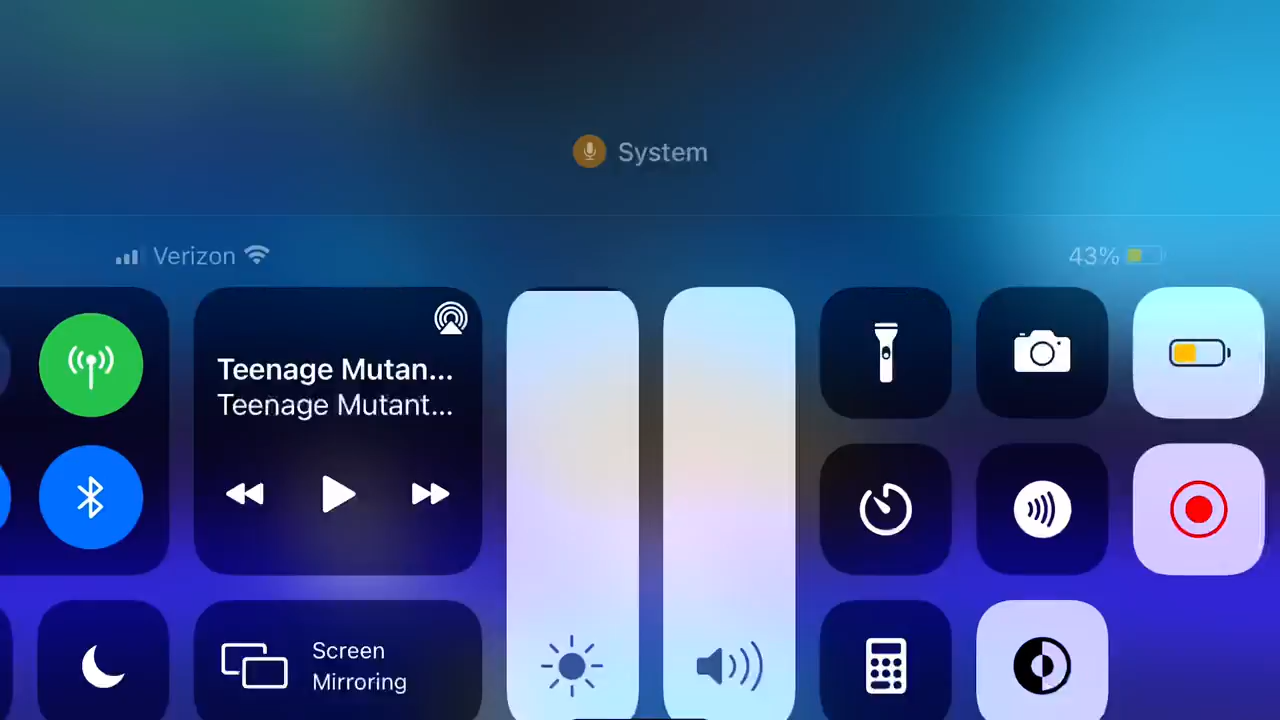 System
Verizon
43%
Teenage Mutan...
Teenage Mutant...
Screen
Mirroring